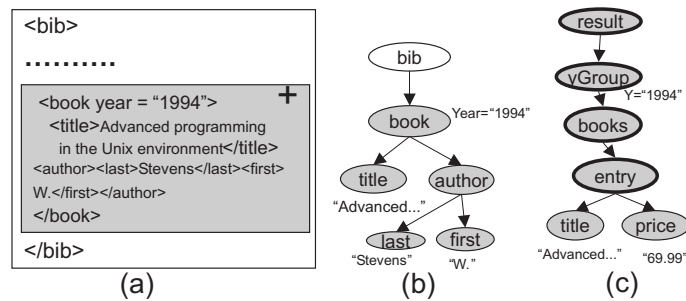 <bib>
..........
+
<book year = “1994”>
<title>Advanced programming
in the Unix environment</title>
<author><last>Stevens</last><first>
W.</first></author>
</book>
</bib>
(a)
bib
book
Year=“1994”
title
author
“Advanced...”
last
first
“Stevens”
“W.”
(b)
result
yGroup
Y=“1994”
books
entry
title
price
“Advanced...”
“69.99”
(c)